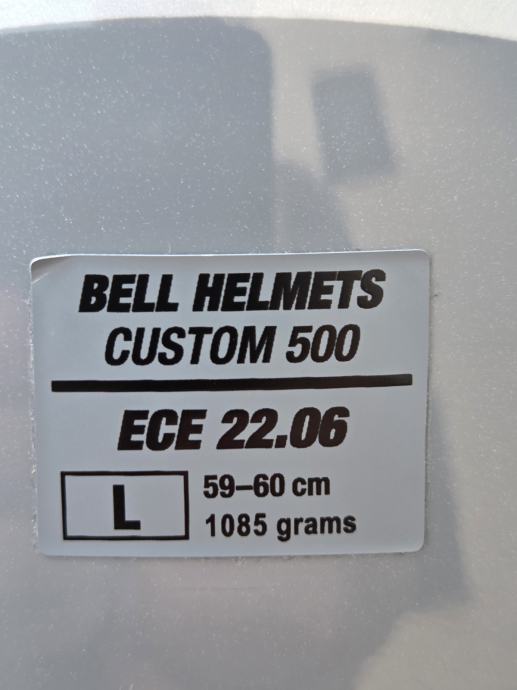 BELL HELMETS
CUSTOM 500
ECE 22.06
L
59–60 cm
1085 grams